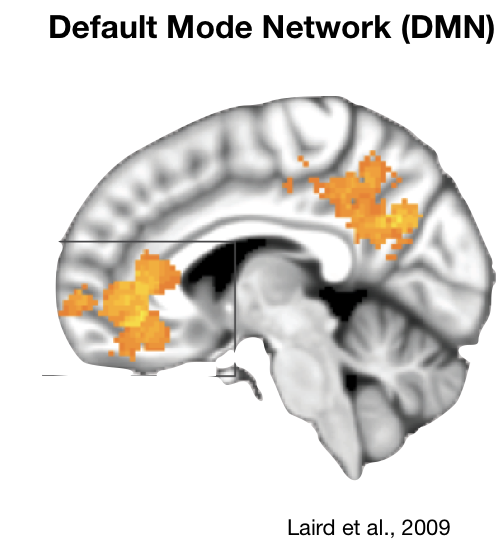 Default Mode Network (DMN)
Laird et al., 2009